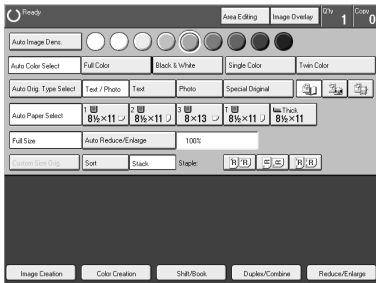 Ready Area Editing Image Overlay Q'ty 1 Copy 0
Auto Image Dens.
Auto Color Select Full Color Black & White Single Color Twin Color
Auto Orig. Type Select Text / Photo Text Photo Special Original
Auto Paper Select 1 8½×11 2 8½×11 3 8×13 T 8½×11 Thick 8½×11
Full Size Auto Reduce/Enlarge 100%
Custom Size Orig. Sort Stack Staple: R R R R R R
Image Creation Color Creation Shift/Book Duplex/Combine Reduce/Enlarge